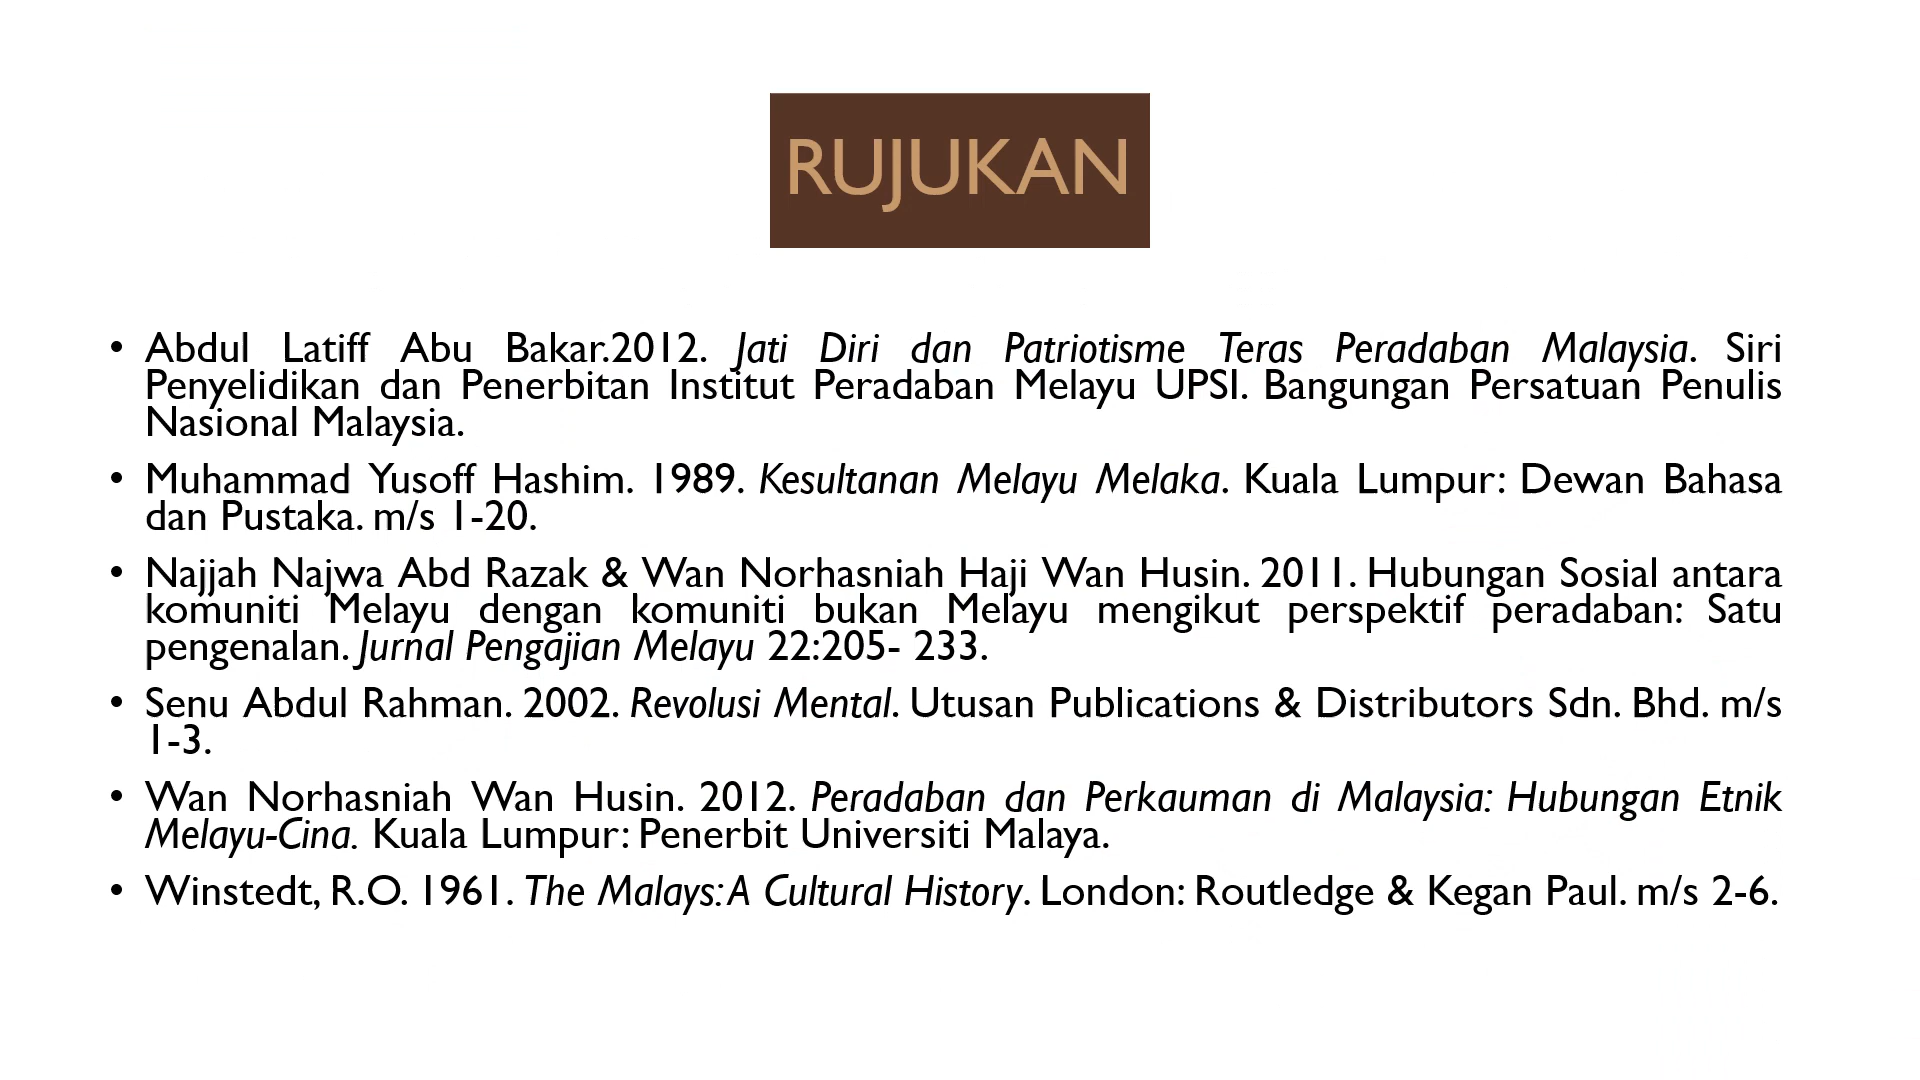 RUJUKAN
• Abdul Latiff Abu Bakar.2012. Jati Diri dan Patriotisme Teras Peradaban Malaysia. Siri
Penyelidikan dan Penerbitan Institut Peradaban Melayu UPSI. Bangungan Persatuan Penulis
Nasional Malaysia.
• Muhammad Yusoff Hashim. 1989. Kesultanan Melayu Melaka. Kuala Lumpur: Dewan Bahasa
dan Pustaka. m/s 1-20.
• Najjah Najwa Abd Razak & Wan Norhasniah Haji Wan Husin. 2011. Hubungan Sosial antara
komuniti Melayu dengan komuniti bukan Melayu mengikut perspektif peradaban: Satu
pengenalan. Jurnal Pengajian Melayu 22:205- 233.
• Senu Abdul Rahman. 2002. Revolusi Mental. Utusan Publications & Distributors Sdn. Bhd. m/s
1-3.
• Wan Norhasniah Wan Husin. 2012. Peradaban dan Perkauman di Malaysia: Hubungan Etnik
Melayu-Cina. Kuala Lumpur: Penerbit Universiti Malaya.
• Winstedt, R.O. 1961. The Malays: A Cultural History. London: Routledge & Kegan Paul. m/s 2-6.